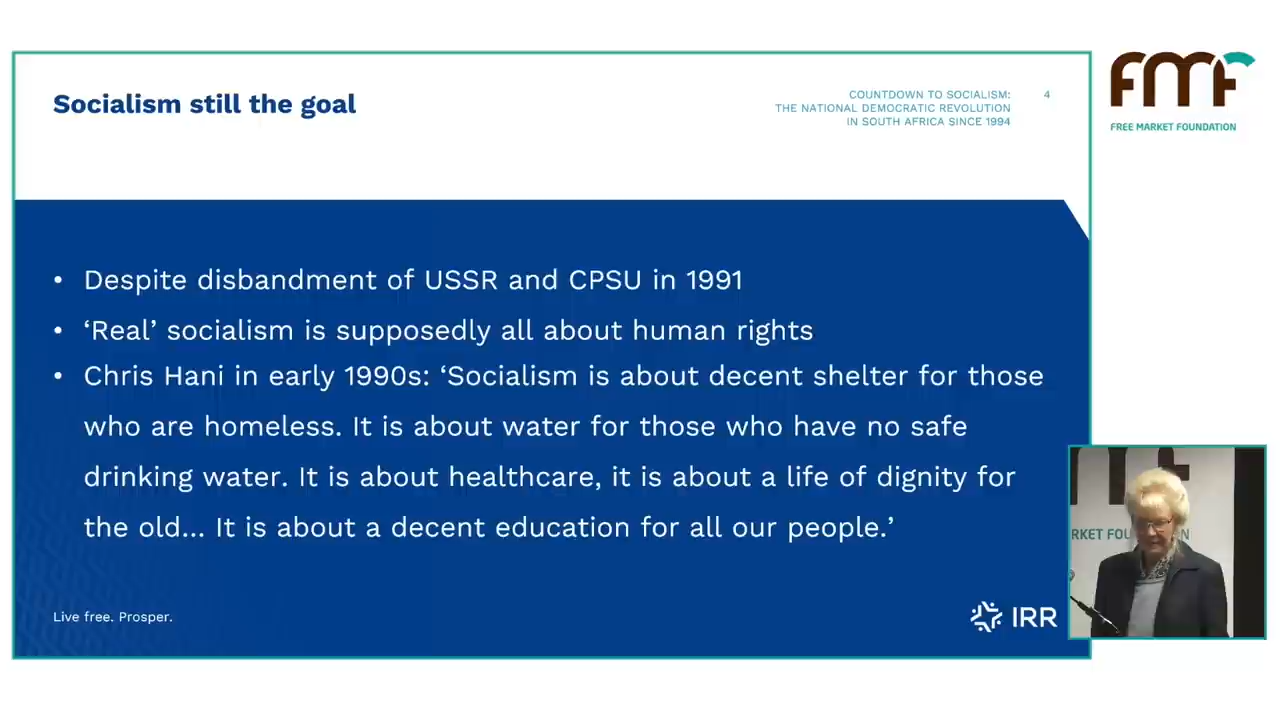 Socialism still the goal
COUNTDOWN TO SOCIALISM:
THE NATIONAL DEMOCRATIC REVOLUTION
IN SOUTH AFRICA SINCE 1994
4
FMF
FREE MARKET FOUNDATION
• Despite disbandment of USSR and CPSU in 1991
• ‘Real’ socialism is supposedly all about human rights
• Chris Hani in early 1990s: ‘Socialism is about decent shelter for those
who are homeless. It is about water for those who have no safe
drinking water. It is about healthcare, it is about a life of dignity for
the old... It is about a decent education for all our people.’
Live free. Prosper.
IRR